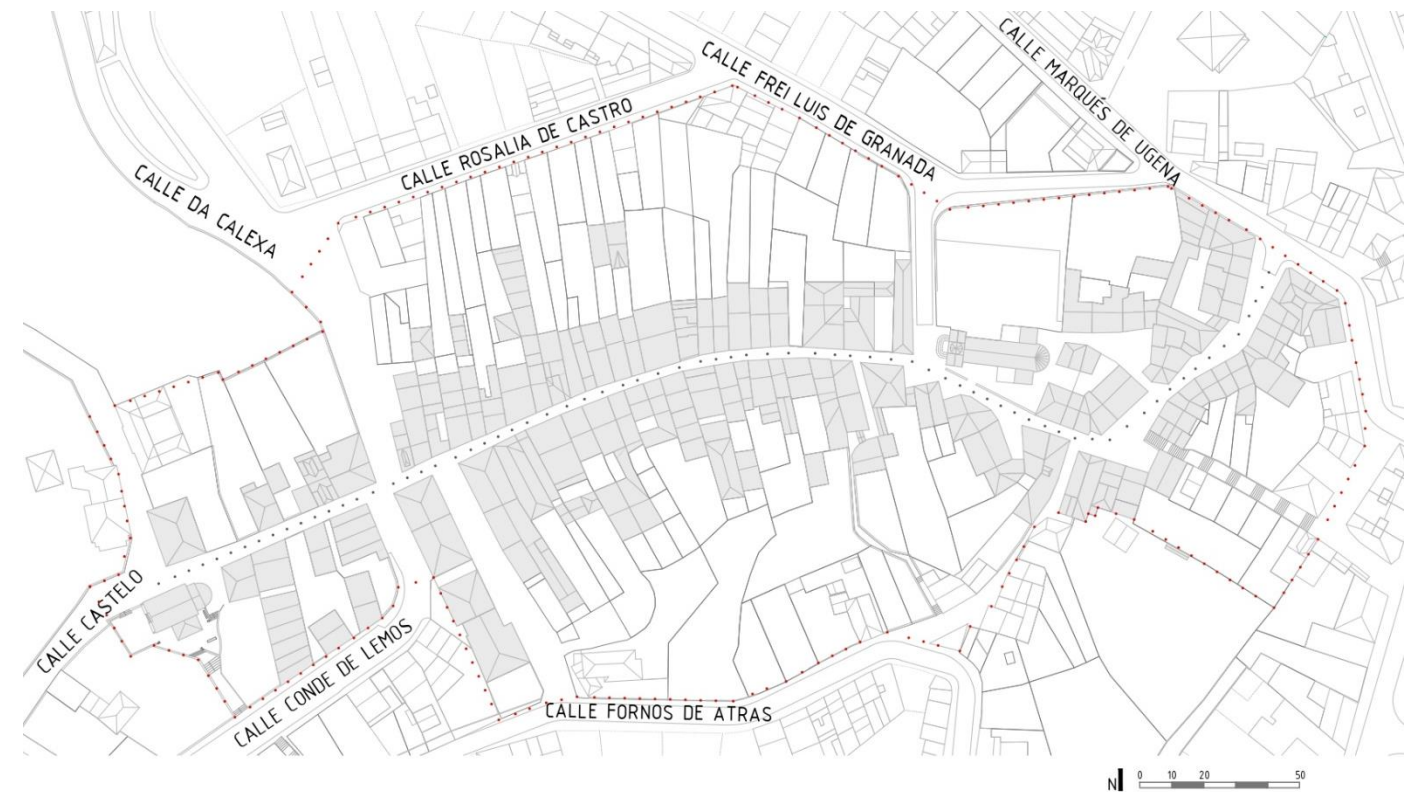 CALLE MARQUÉS DE UGENA
CALLE FREI LUIS DE GRANADA
CALLE ROSALIA DE CASTRO
CALLE DA CALEXA
CALLE CASTELO
CALLE CONDE DE LEMOS
CALLE FORNOS DE ATRAS
N
0 10 20 50